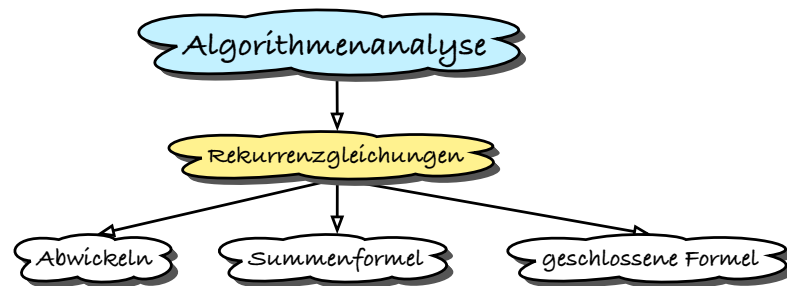 Algorithmenanalyse
Rekurrenzgleichungen
Abwickeln
Summenformel
geschlossene Formel